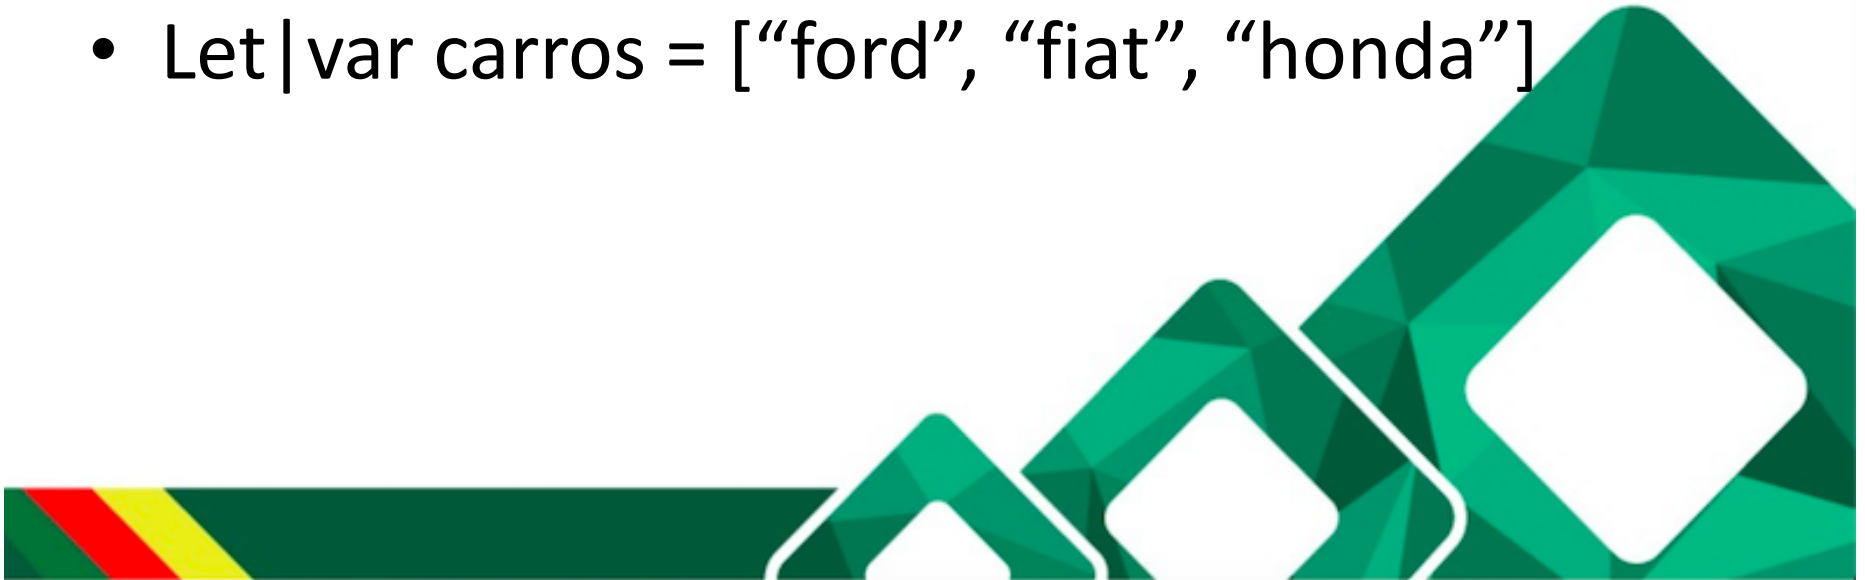 • Let|var carros = [“ford”, “fiat”, “honda”]